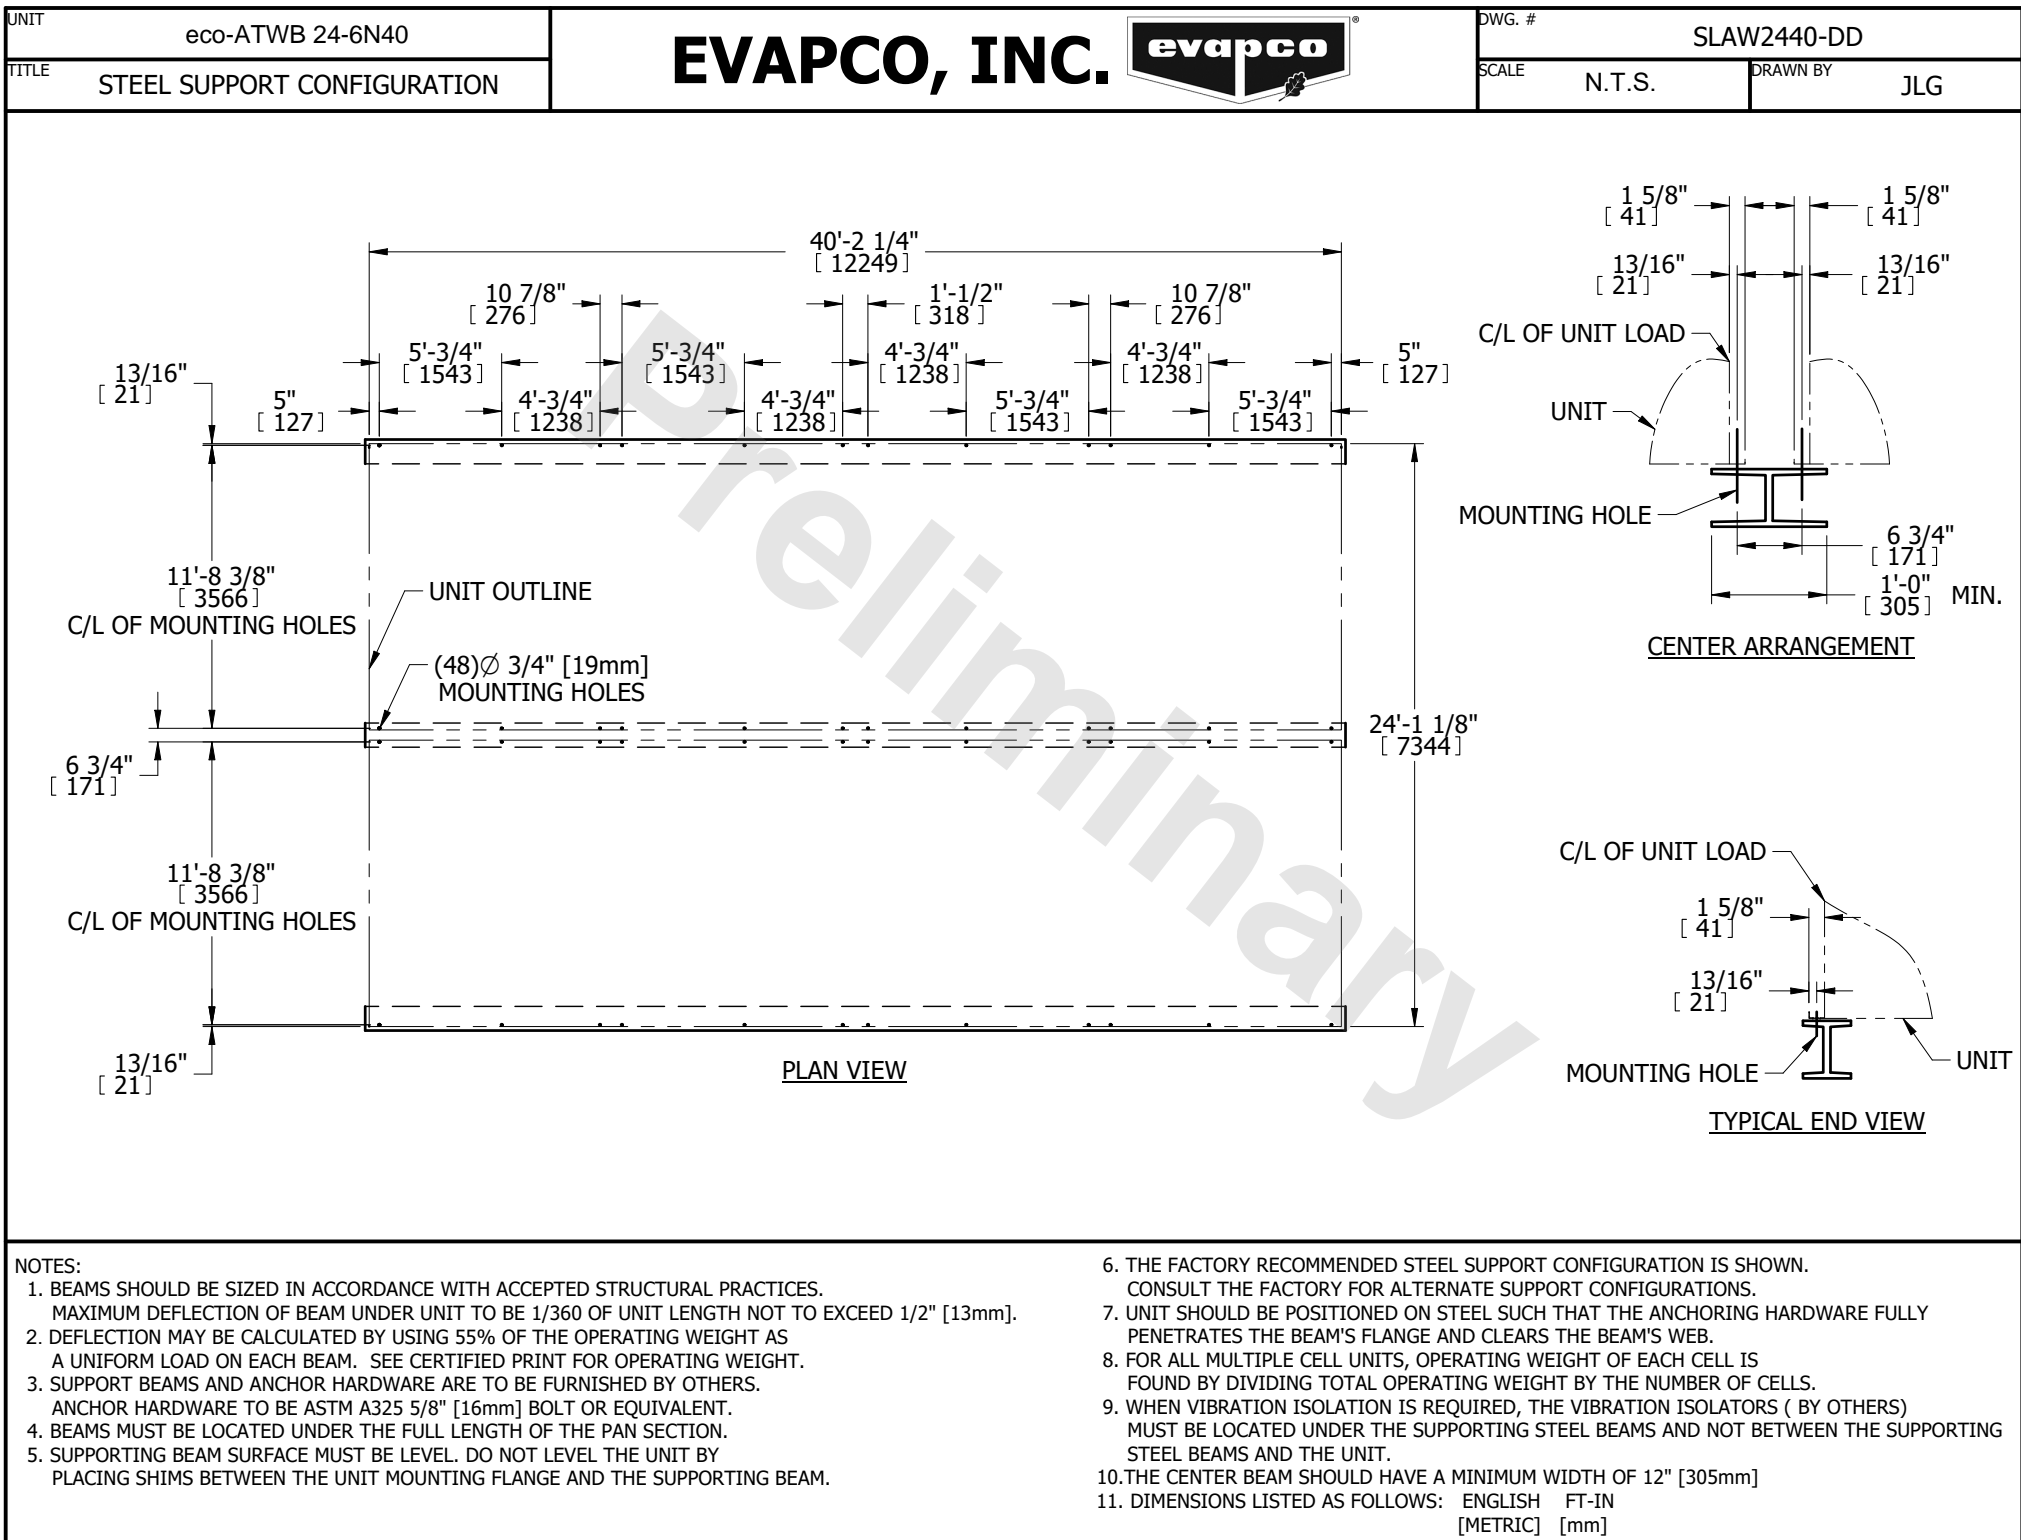 UNIT
eco-ATWB 24-6N40
TITLE
STEEL SUPPORT CONFIGURATION
EVAPCO, INC.
evapco
®
DWG. #
SLAW2440-DD
SCALE
N.T.S.
DRAWN BY
JLG
40'-2 1/4"
[ 12249]
10 7/8"
[ 276]
1'-1/2"
[ 318 ]
10 7/8"
[ 276]
5'-3/4"
[ 1543]
5'-3/4"
[ 1543]
4'-3/4"
[ 1238]
4'-3/4"
[ 1238]
5"
[ 127]
13/16"
[ 21]
5"
[ 127]
4'-3/4"
[ 1238]
4'-3/4"
[ 1238]
5'-3/4"
[ 1543]
5'-3/4"
[ 1543]
11'-8 3/8"
[ 3566]
C/L OF MOUNTING HOLES
UNIT OUTLINE
(48)Ø 3/4" [19mm]
MOUNTING HOLES
6 3/4"
[ 171]
24'-1 1/8"
[ 7344]
11'-8 3/8"
[ 3566]
C/L OF MOUNTING HOLES
13/16"
[ 21]
PLAN VIEW
Preliminary
1 5/8"
[ 41]
1 5/8"
[ 41]
13/16"
[ 21]
13/16"
[ 21]
C/L OF UNIT LOAD
UNIT
MOUNTING HOLE
6 3/4"
[ 171]
1'-0"
[ 305] MIN.
CENTER ARRANGEMENT
C/L OF UNIT LOAD
1 5/8"
[ 41]
13/16"
[ 21]
MOUNTING HOLE
UNIT
TYPICAL END VIEW
NOTES:
1. BEAMS SHOULD BE SIZED IN ACCORDANCE WITH ACCEPTED STRUCTURAL PRACTICES.
MAXIMUM DEFLECTION OF BEAM UNDER UNIT TO BE 1/360 OF UNIT LENGTH NOT TO EXCEED 1/2" [13mm].
2. DEFLECTION MAY BE CALCULATED BY USING 55% OF THE OPERATING WEIGHT AS
A UNIFORM LOAD ON EACH BEAM. SEE CERTIFIED PRINT FOR OPERATING WEIGHT.
3. SUPPORT BEAMS AND ANCHOR HARDWARE ARE TO BE FURNISHED BY OTHERS.
ANCHOR HARDWARE TO BE ASTM A325 5/8" [16mm] BOLT OR EQUIVALENT.
4. BEAMS MUST BE LOCATED UNDER THE FULL LENGTH OF THE PAN SECTION.
5. SUPPORTING BEAM SURFACE MUST BE LEVEL. DO NOT LEVEL THE UNIT BY
PLACING SHIMS BETWEEN THE UNIT MOUNTING FLANGE AND THE SUPPORTING BEAM.
6. THE FACTORY RECOMMENDED STEEL SUPPORT CONFIGURATION IS SHOWN.
CONSULT THE FACTORY FOR ALTERNATE SUPPORT CONFIGURATIONS.
7. UNIT SHOULD BE POSITIONED ON STEEL SUCH THAT THE ANCHORING HARDWARE FULLY
PENETRATES THE BEAM'S FLANGE AND CLEARS THE BEAM'S WEB.
8. FOR ALL MULTIPLE CELL UNITS, OPERATING WEIGHT OF EACH CELL IS
FOUND BY DIVIDING TOTAL OPERATING WEIGHT BY THE NUMBER OF CELLS.
9. WHEN VIBRATION ISOLATION IS REQUIRED, THE VIBRATION ISOLATORS ( BY OTHERS)
MUST BE LOCATED UNDER THE SUPPORTING STEEL BEAMS AND NOT BETWEEN THE SUPPORTING
STEEL BEAMS AND THE UNIT.
10.THE CENTER BEAM SHOULD HAVE A MINIMUM WIDTH OF 12" [305mm]
11. DIMENSIONS LISTED AS FOLLOWS: ENGLISH FT-IN
[METRIC] [mm]